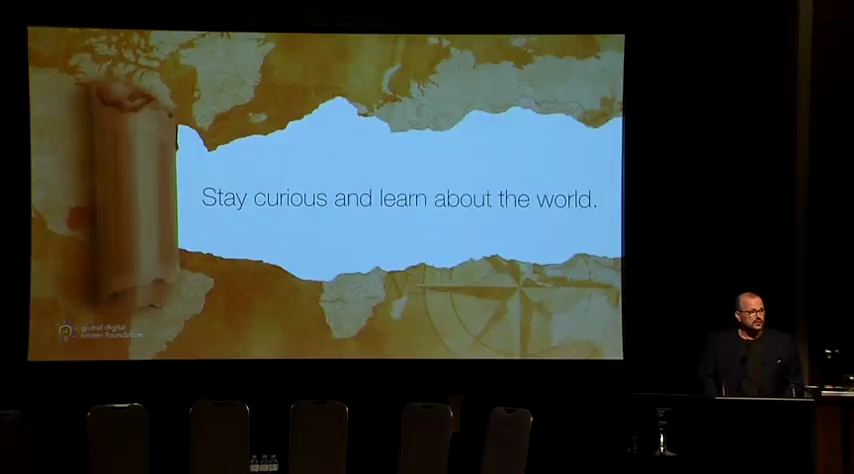 Stay curious and learn about the world.
global digital
citizen foundation